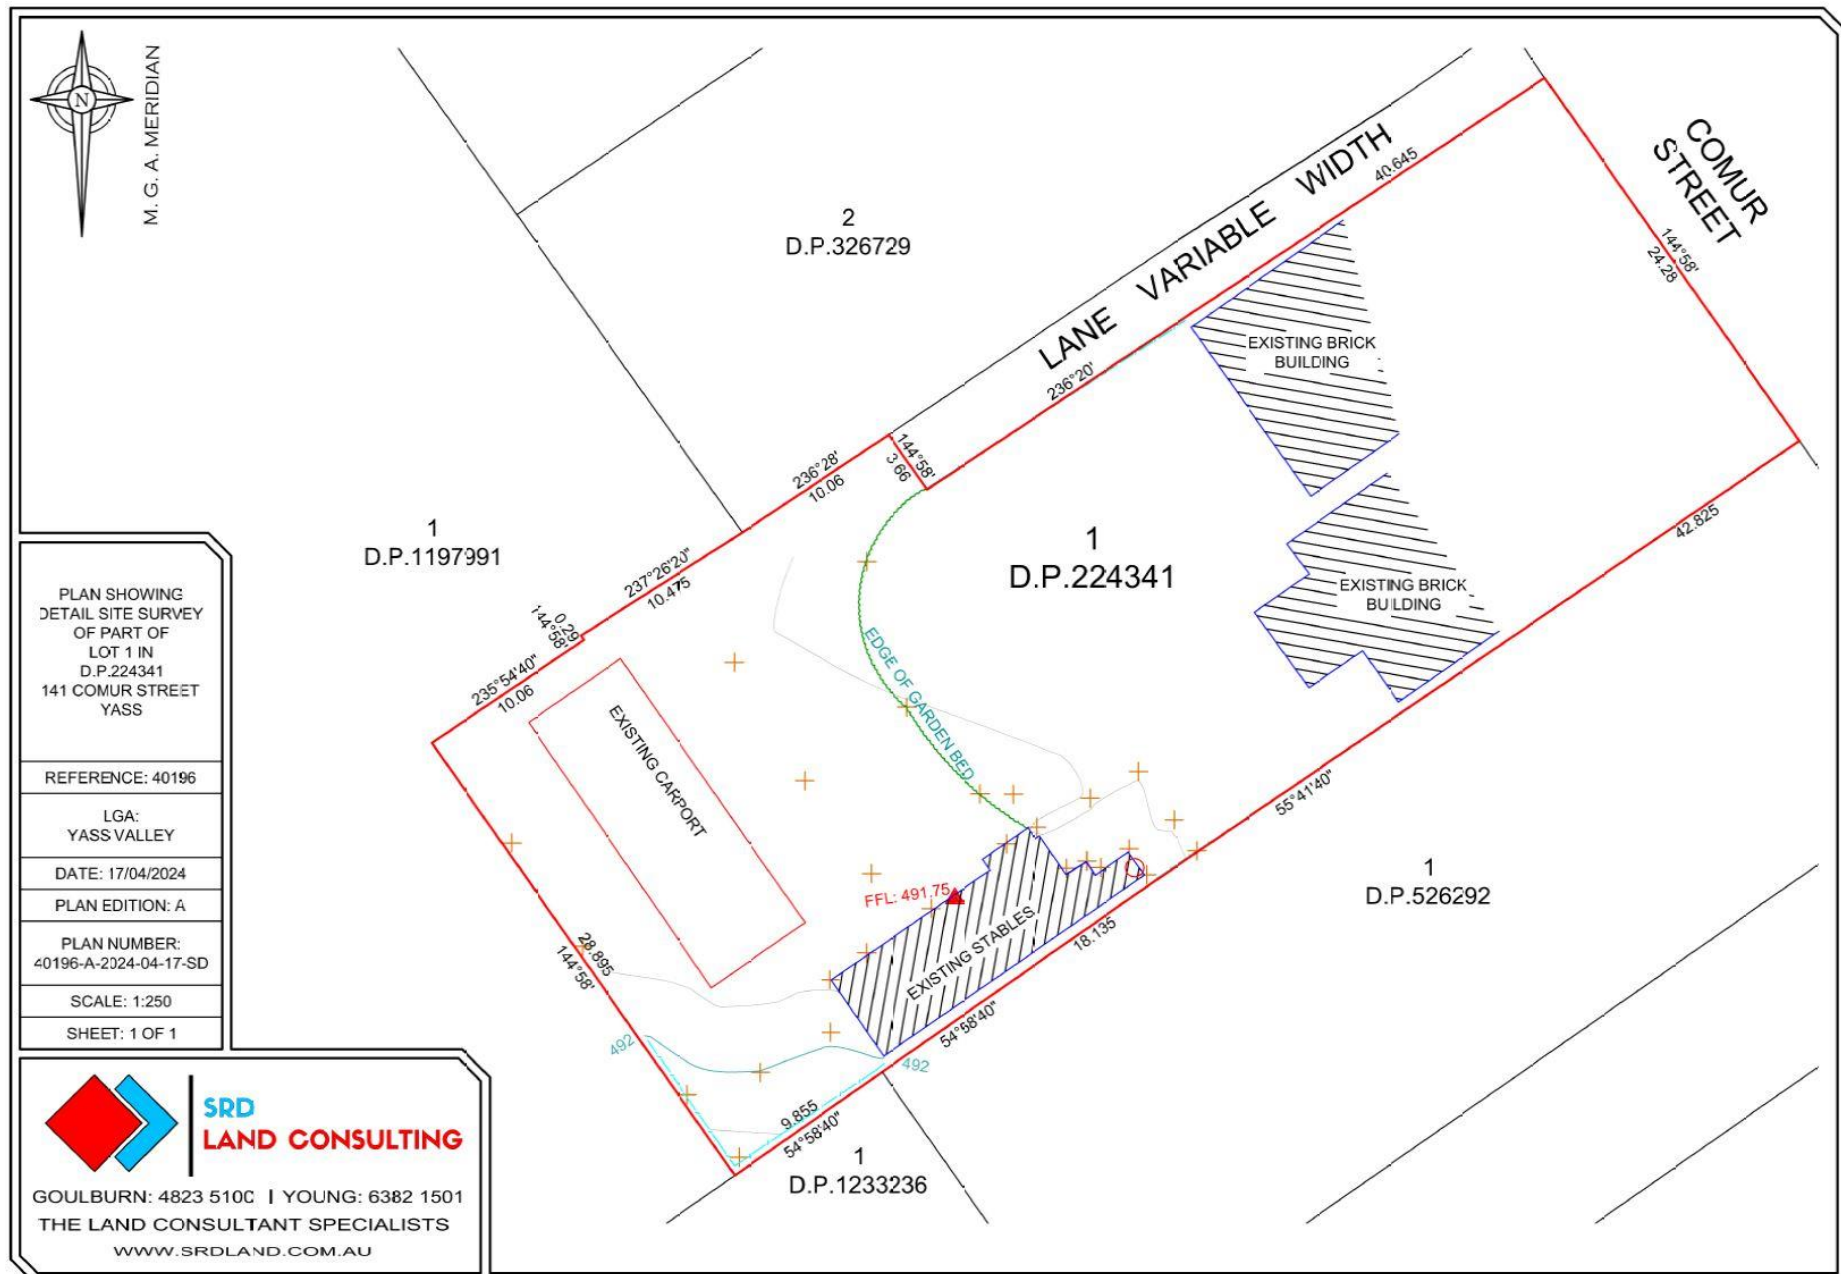 N
M. G. A. MERIDIAN
2
D.P.326729
LANE VARIABLE WIDTH
40.645
COMUR
STREET
144°58'
24.28
236°20'
EXISTING BRICK
BUILDING
144°58'
3.66
236°28'
10.06
1
D.P.1197991
237°26'20"
10.475
1
D.P.224341
42.825
EXISTING BRICK
BUILDING
0.29
144°58'
235°54'40"
10.06
EDGE OF GARDEN BED
EXISTING CARPORT
55°41'40"
1
D.P.526292
FFL: 491.75
EXISTING STABLES
18.135
54°58'40"
28.895
144°58'
492
492
9.855
54°58'40"
1
D.P.1233236
PLAN SHOWING
DETAIL SITE SURVEY
OF PART OF
LOT 1 IN
D.P.224341
141 COMUR STREET
YASS
REFERENCE: 40196
LGA:
YASS VALLEY
DATE: 17/04/2024
PLAN EDITION: A
PLAN NUMBER:
40196-A-2024-04-17-SD
SCALE: 1:250
SHEET: 1 OF 1
SRD
LAND CONSULTING
GOULBURN: 4823 5100 | YOUNG: 6382 1501
THE LAND CONSULTANT SPECIALISTS
WWW.SRDLAND.COM.AU